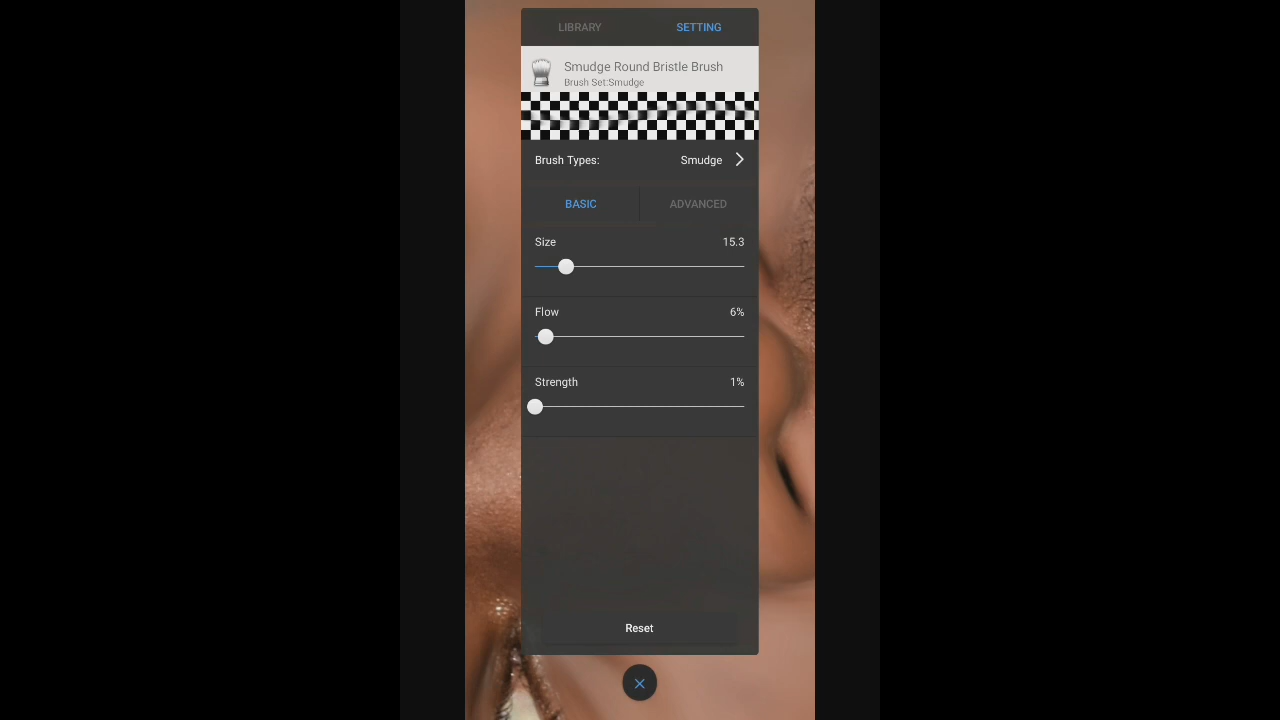 LIBRARY SETTING
Smudge Round Bristle Brush
Brush Set:Smudge
Brush Types: Smudge
BASIC ADVANCED
Size 15.3
Flow 6%
Strength 1%
Reset